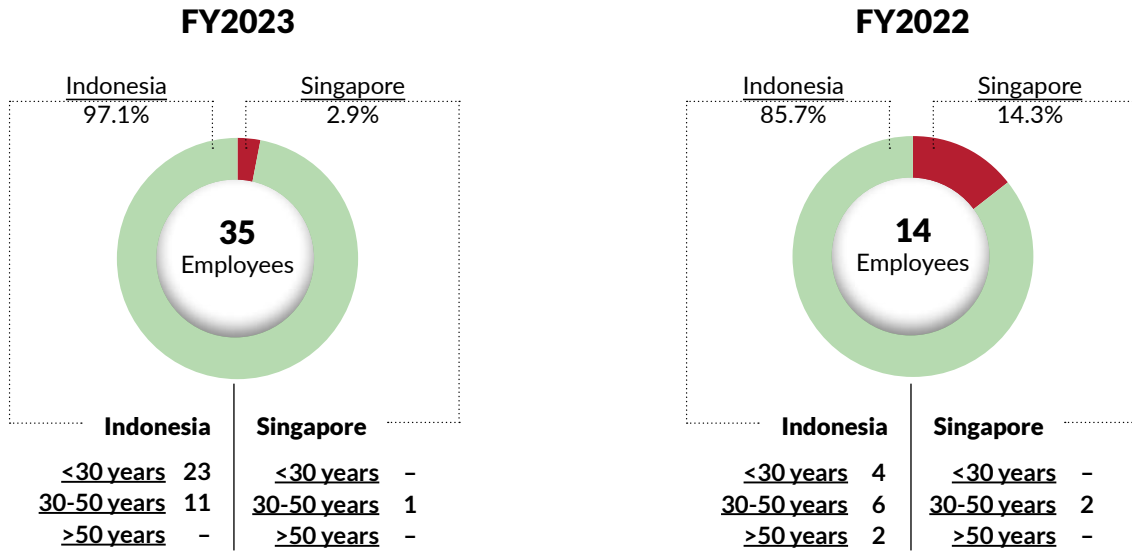 FY2023
Indonesia
97.1%
Singapore
2.9%
35
Employees
Indonesia
<30 years 23
30-50 years 11
>50 years –
Singapore
<30 years –
30-50 years 1
>50 years –
FY2022
Indonesia
85.7%
Singapore
14.3%
14
Employees
Indonesia
<30 years 4
30-50 years 6
>50 years 2
Singapore
<30 years –
30-50 years 2
>50 years –